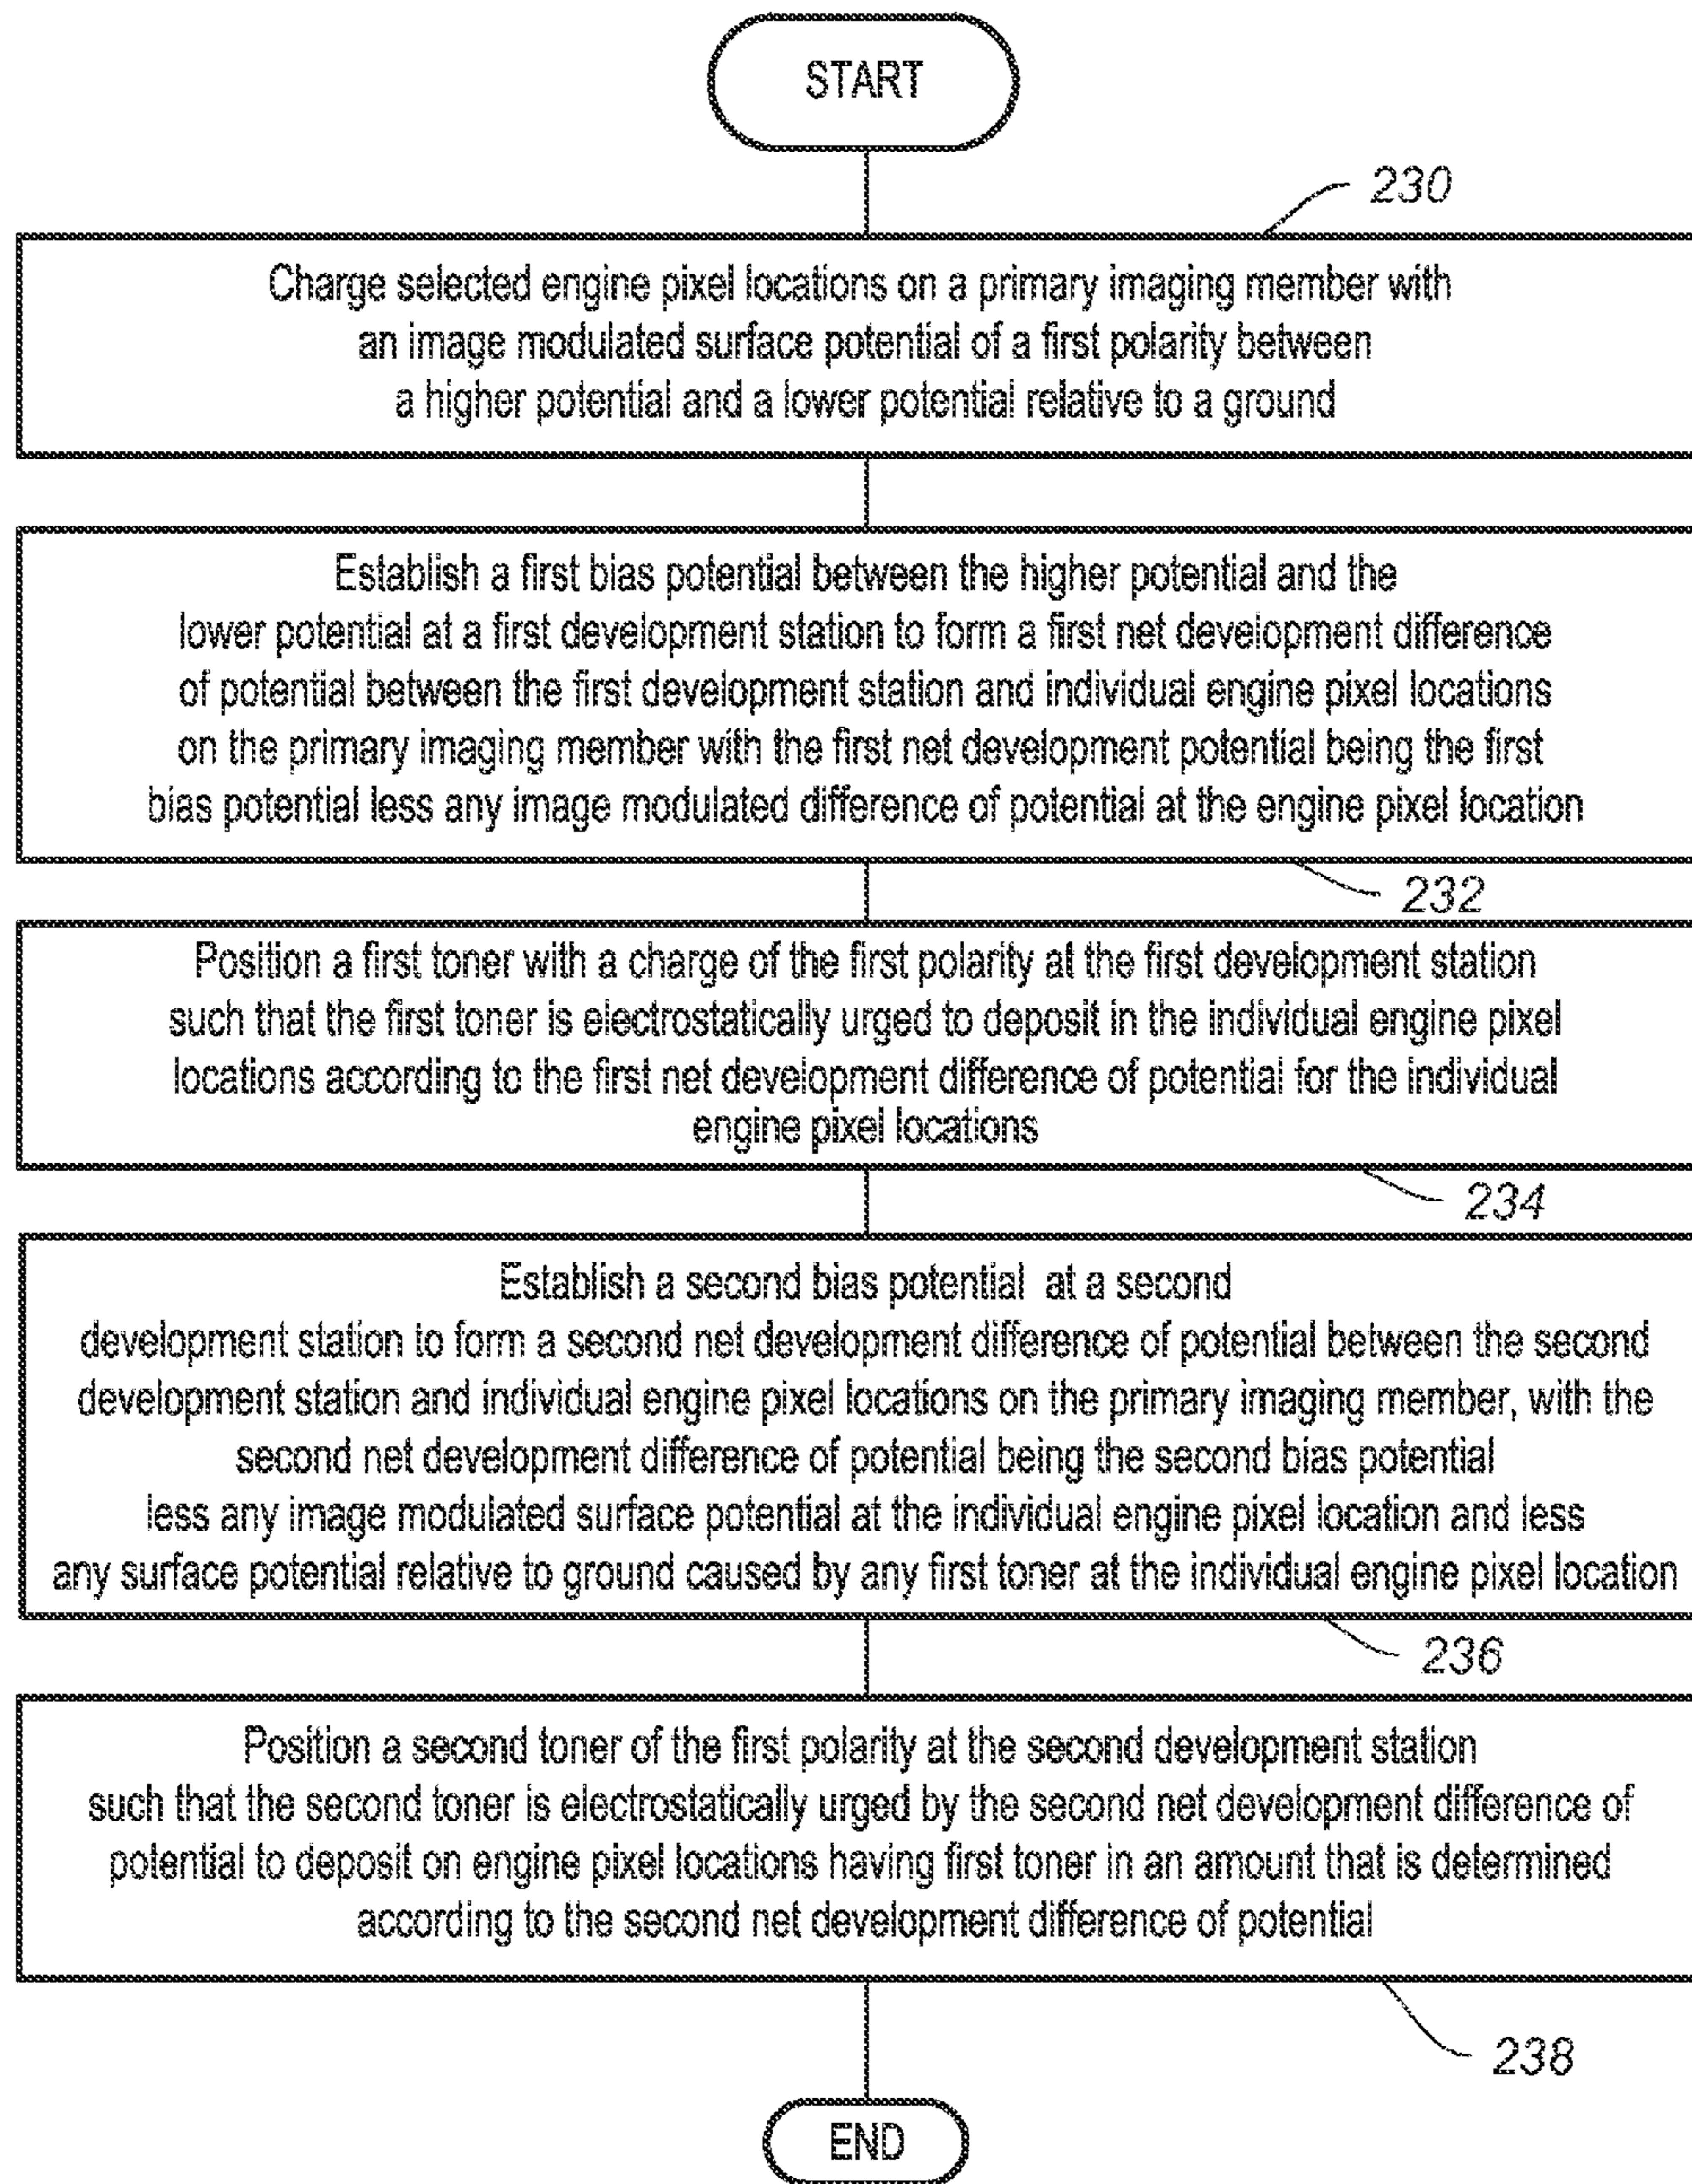 START
230
Charge selected engine pixel locations on a primary imaging member with
an image modulated surface potential of a first polarity between
a higher potential and a lower potential relative to a ground
Establish a first bias potential between the higher potential and the
lower potential at a first development station to form a first net development difference
of potential between the first development station and individual engine pixel locations
on the primary imaging member with the first net development potential being the first
bias potential less any image modulated difference of potential at the engine pixel location
232
Position a first toner with a charge of the first polarity at the first development station
such that the first toner is electrostatically urged to deposit in the individual engine pixel
locations according to the first net development difference of potential for the individual
engine pixel locations
234
Establish a second bias potential at a second
development station to form a second net development difference of potential between the second
development station and individual engine pixel locations on the primary imaging member, with the
second net development difference of potential being the second bias potential
less any image modulated surface potential at the individual engine pixel location and less
any surface potential relative to ground caused by any first toner at the individual engine pixel location
236
Position a second toner of the first polarity at the second development station
such that the second toner is electrostatically urged by the second net development difference of
potential to deposit on engine pixel locations having first toner in an amount that is determined
according to the second net development difference of potential
238
END